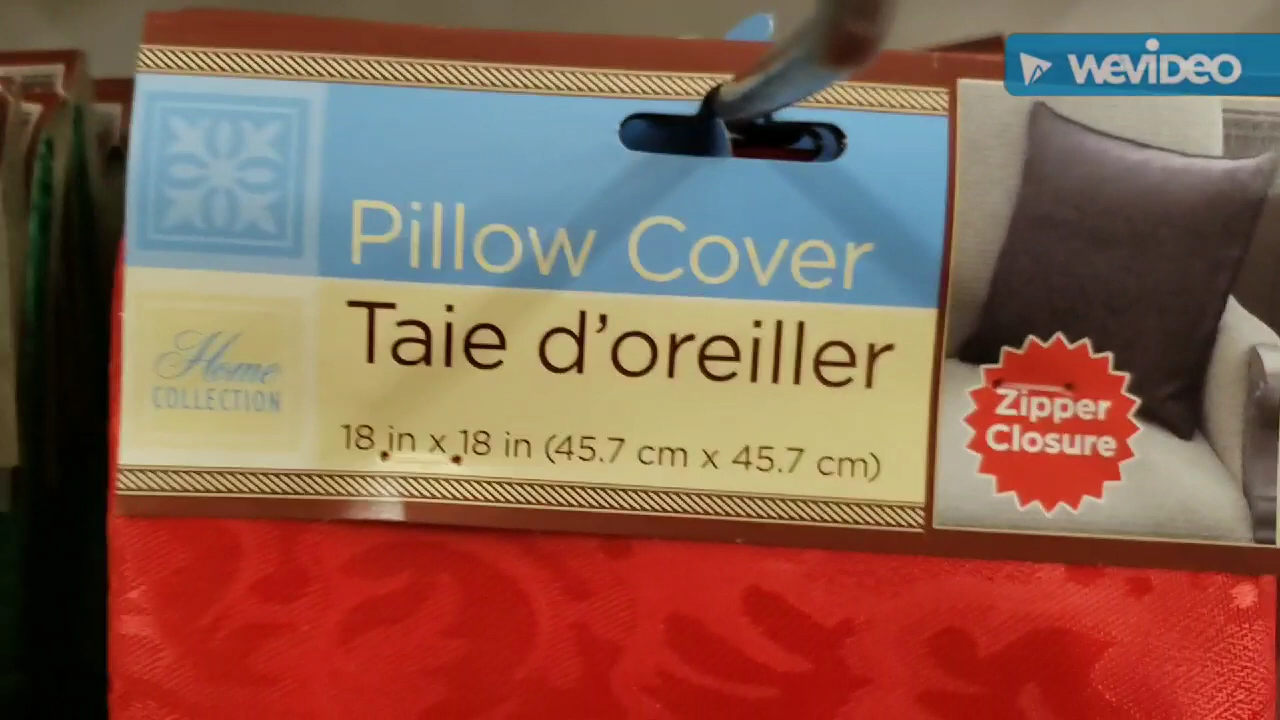 WEVIDEO
Pillow Cover
Taie d'oreiller
Home
COLLECTION
18 in x 18 in (45.7 cm x 45.7 cm)
Zipper
Closure